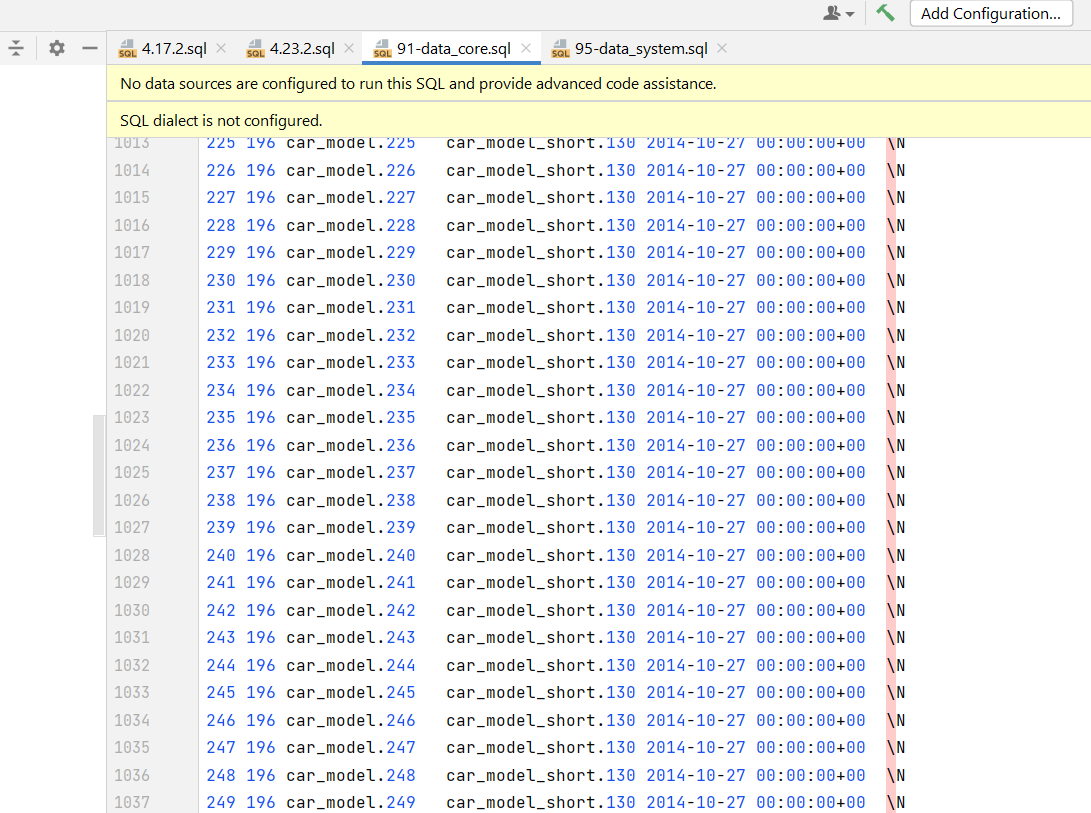 Add Configuration...
4.17.2.sql 4.23.2.sql 91-data_core.sql 95-data_system.sql
No data sources are configured to run this SQL and provide advanced code assistance.
SQL dialect is not configured.
1013 225 196 car_model.225 car_model_short.130 2014-10-27 00:00:00+00 \N
1014 226 196 car_model.226 car_model_short.130 2014-10-27 00:00:00+00 \N
1015 227 196 car_model.227 car_model_short.130 2014-10-27 00:00:00+00 \N
1016 228 196 car_model.228 car_model_short.130 2014-10-27 00:00:00+00 \N
1017 229 196 car_model.229 car_model_short.130 2014-10-27 00:00:00+00 \N
1018 230 196 car_model.230 car_model_short.130 2014-10-27 00:00:00+00 \N
1019 231 196 car_model.231 car_model_short.130 2014-10-27 00:00:00+00 \N
1020 232 196 car_model.232 car_model_short.130 2014-10-27 00:00:00+00 \N
1021 233 196 car_model.233 car_model_short.130 2014-10-27 00:00:00+00 \N
1022 234 196 car_model.234 car_model_short.130 2014-10-27 00:00:00+00 \N
1023 235 196 car_model.235 car_model_short.130 2014-10-27 00:00:00+00 \N
1024 236 196 car_model.236 car_model_short.130 2014-10-27 00:00:00+00 \N
1025 237 196 car_model.237 car_model_short.130 2014-10-27 00:00:00+00 \N
1026 238 196 car_model.238 car_model_short.130 2014-10-27 00:00:00+00 \N
1027 239 196 car_model.239 car_model_short.130 2014-10-27 00:00:00+00 \N
1028 240 196 car_model.240 car_model_short.130 2014-10-27 00:00:00+00 \N
1029 241 196 car_model.241 car_model_short.130 2014-10-27 00:00:00+00 \N
1030 242 196 car_model.242 car_model_short.130 2014-10-27 00:00:00+00 \N
1031 243 196 car_model.243 car_model_short.130 2014-10-27 00:00:00+00 \N
1032 244 196 car_model.244 car_model_short.130 2014-10-27 00:00:00+00 \N
1033 245 196 car_model.245 car_model_short.130 2014-10-27 00:00:00+00 \N
1034 246 196 car_model.246 car_model_short.130 2014-10-27 00:00:00+00 \N
1035 247 196 car_model.247 car_model_short.130 2014-10-27 00:00:00+00 \N
1036 248 196 car_model.248 car_model_short.130 2014-10-27 00:00:00+00 \N
1037 249 196 car_model.249 car_model_short.130 2014-10-27 00:00:00+00 \N